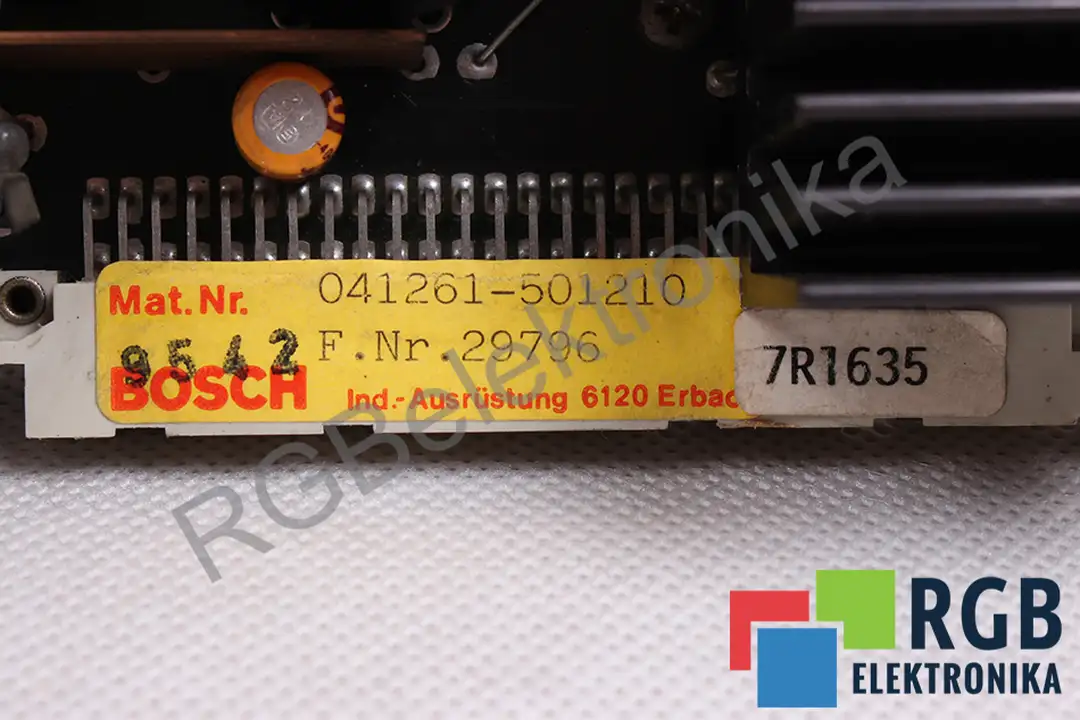 Mat.Nr. 041261-501210
9542 F.Nr.29796
BOSCH Ind.-Ausrüstung 6120 Erbac
7R1635
RGBelektronika
RGB
ELEKTRONIKA